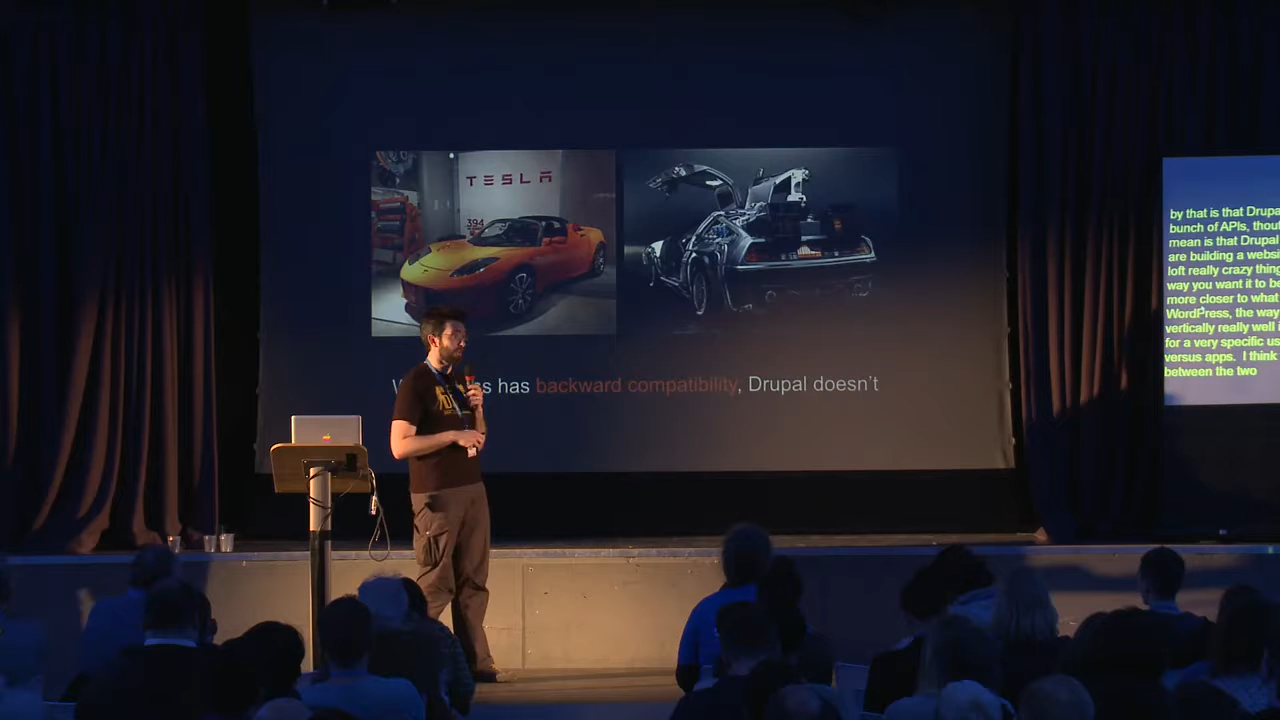 TESLA
394
ss has backward compatibility, Drupal doesn't
by that is that Drupa
bunch of APIs, thou
mean is that Drupal
are building a websi
loft really crazy thing
way you want it to be
more closer to what
WordPress, the way
vertically really well i
for a very specific us
versus apps. I think
between the two